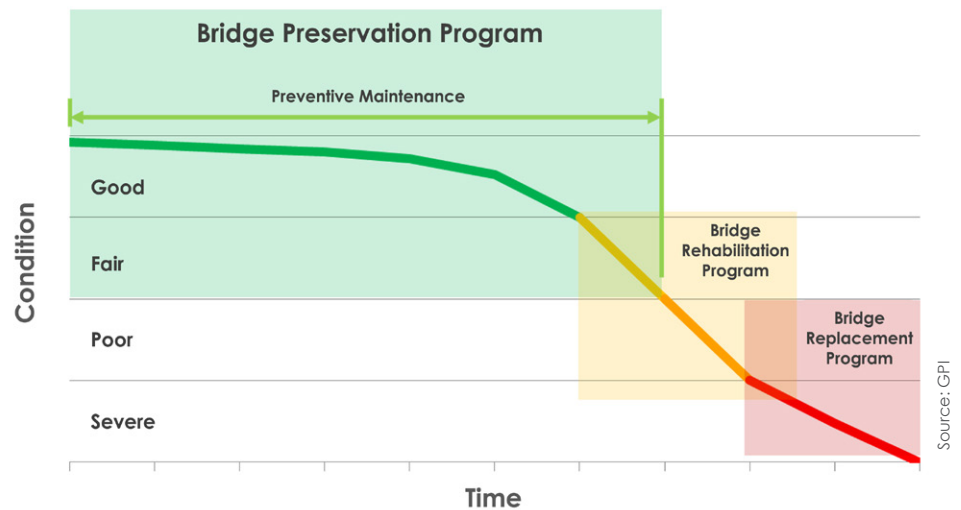 Bridge Preservation Program
Preventive Maintenance
Good
Fair
Poor
Severe
Condition
Bridge
Rehabilitation
Program
Bridge
Replacement
Program
Source: GPI
Time